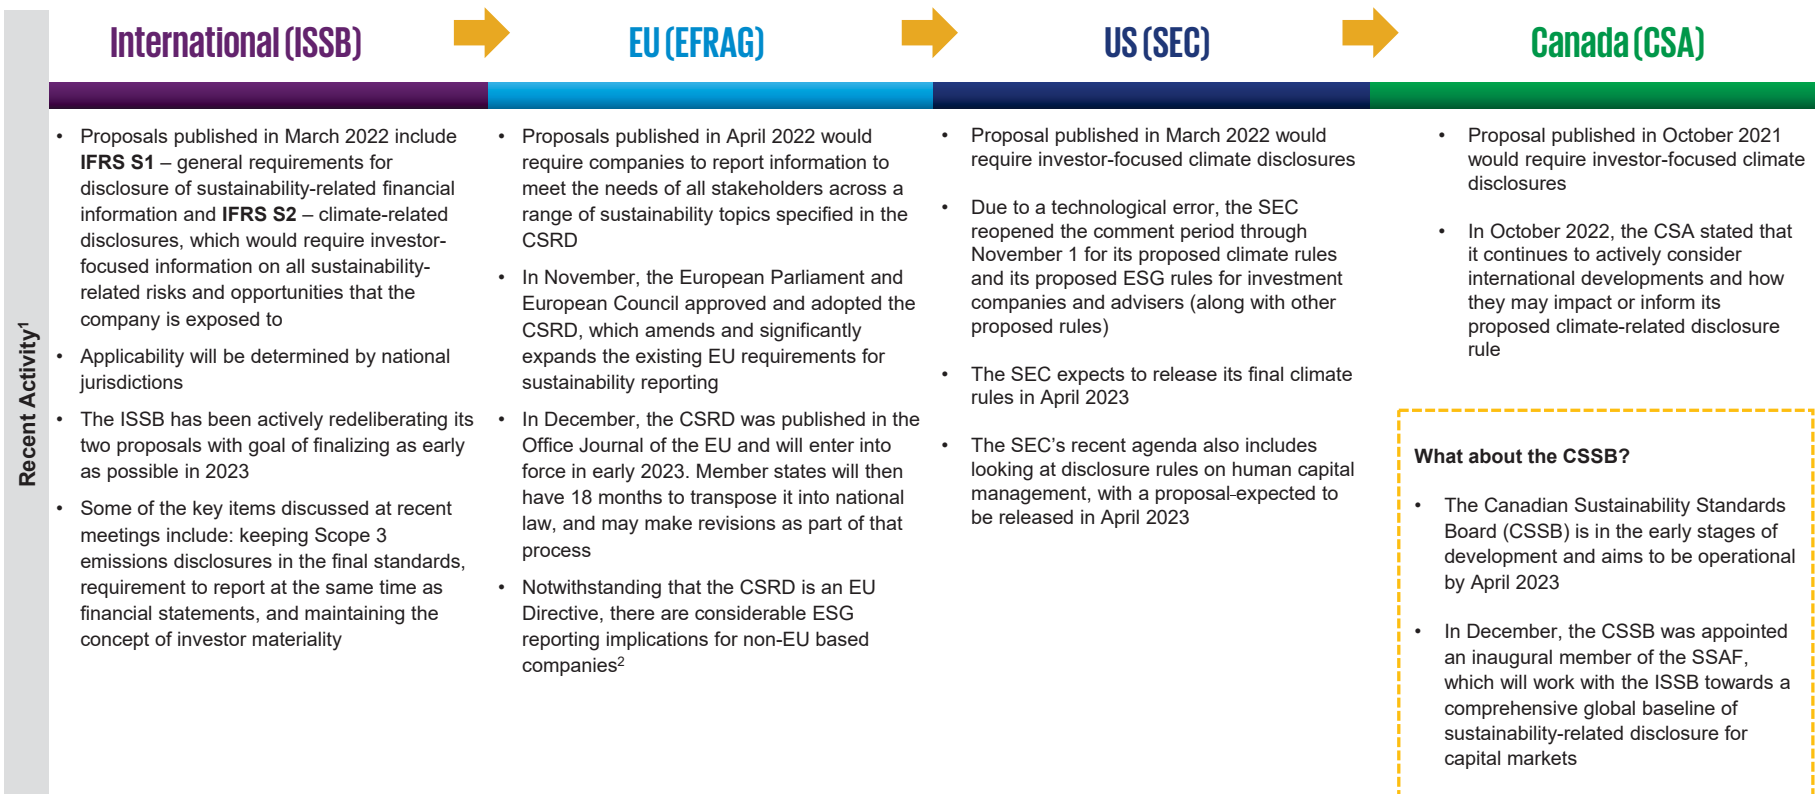 International (ISSB)
EU (EFRAG)
US (SEC)
Canada (CSA)
Recent Activity1
• Proposals published in March 2022 include
IFRS S1 – general requirements for
disclosure of sustainability-related financial
information and IFRS S2 – climate-related
disclosures, which would require investor-
focused information on all sustainability-
related risks and opportunities that the
company is exposed to
• Applicability will be determined by national
jurisdictions
• The ISSB has been actively redeliberating its
two proposals with goal of finalizing as early
as possible in 2023
• Some of the key items discussed at recent
meetings include: keeping Scope 3
emissions disclosures in the final standards,
requirement to report at the same time as
financial statements, and maintaining the
concept of investor materiality
• Proposals published in April 2022 would
require companies to report information to
meet the needs of all stakeholders across a
range of sustainability topics specified in the
CSRD
• In November, the European Parliament and
European Council approved and adopted the
CSRD, which amends and significantly
expands the existing EU requirements for
sustainability reporting
• In December, the CSRD was published in the
Office Journal of the EU and will enter into
force in early 2023. Member states will then
have 18 months to transpose it into national
law, and may make revisions as part of that
process
• Notwithstanding that the CSRD is an EU
Directive, there are considerable ESG
reporting implications for non-EU based
companies2
• Proposal published in March 2022 would
require investor-focused climate disclosures
• Due to a technological error, the SEC
reopened the comment period through
November 1 for its proposed climate rules
and its proposed ESG rules for investment
companies and advisers (along with other
proposed rules)
• The SEC expects to release its final climate
rules in April 2023
• The SEC's recent agenda also includes
looking at disclosure rules on human capital
management, with a proposal expected to
be released in April 2023
• Proposal published in October 2021
would require investor-focused climate
disclosures
• In October 2022, the CSA stated that
it continues to actively consider
international developments and how
they may impact or inform its
proposed climate-related disclosure
rule
What about the CSSB?
• The Canadian Sustainability Standards
Board (CSSB) is in the early stages of
development and aims to be operational
by April 2023
• In December, the CSSB was appointed
an inaugural member of the SSAF,
which will work with the ISSB towards a
comprehensive global baseline of
sustainability-related disclosure for
capital markets